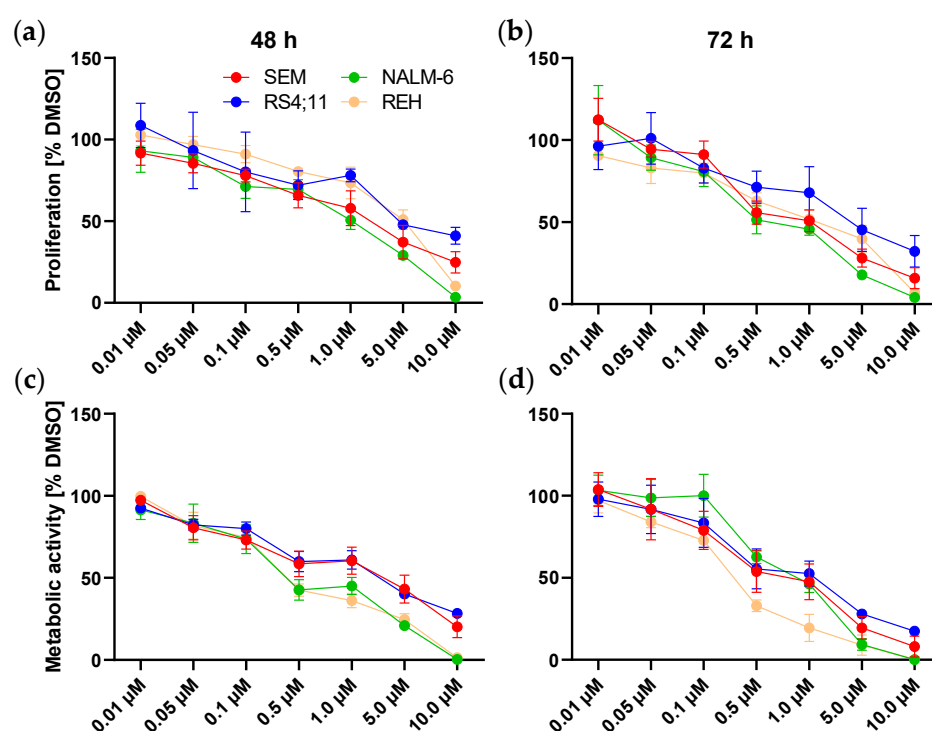 (a)
48 h
(b)
72 h
Proliferation [% DMSO]
150
100
50
0
SEM
NALM-6
RS4;11
REH
0.01 µM
0.05 µM
0.1 µM
0.5 µM
1.0 µM
5.0 µM
10.0 µM
150
100
50
0
0.01 µM
0.05 µM
0.1 µM
0.5 µM
1.0 µM
5.0 µM
10.0 µM
(c)
(d)
Metabolic activity [% DMSO]
150
100
50
0
0.01 µM
0.05 µM
0.1 µM
0.5 µM
1.0 µM
5.0 µM
10.0 µM
150
100
50
0
0.01 µM
0.05 µM
0.1 µM
0.5 µM
1.0 µM
5.0 µM
10.0 µM